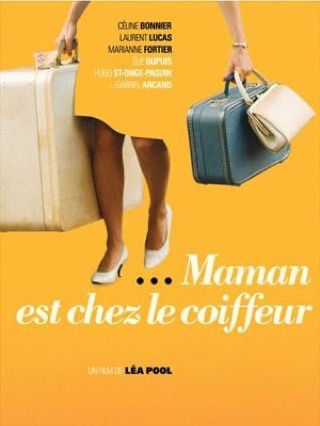 CÉLINE BONNIER
LAURENT LUCAS
MARIANNE FORTIER
ÉLIE DUPUIS
HUGO ST-ONGE-PAQUIN
ET GABRIEL ARCAND
... Maman
est chez le coiffeur
UN FILM DE LÉA POOL